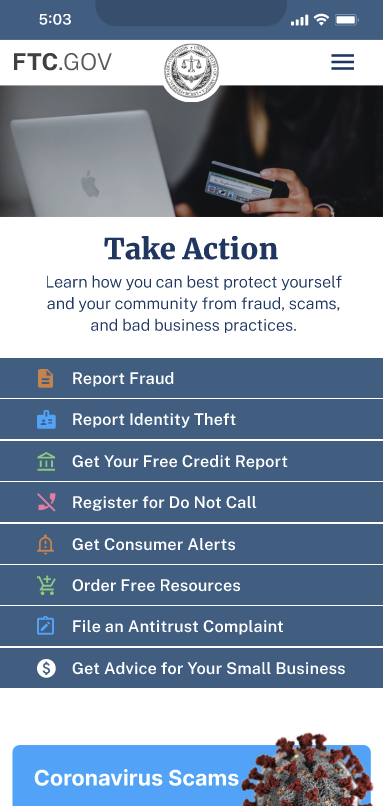 5:03
FTC.GOV
Take Action
Learn how you can best protect yourself
and your community from fraud, scams,
and bad business practices.
Report Fraud
Report Identity Theft
Get Your Free Credit Report
Register for Do Not Call
Get Consumer Alerts
Order Free Resources
File an Antitrust Complaint
Get Advice for Your Small Business
Coronavirus Scams